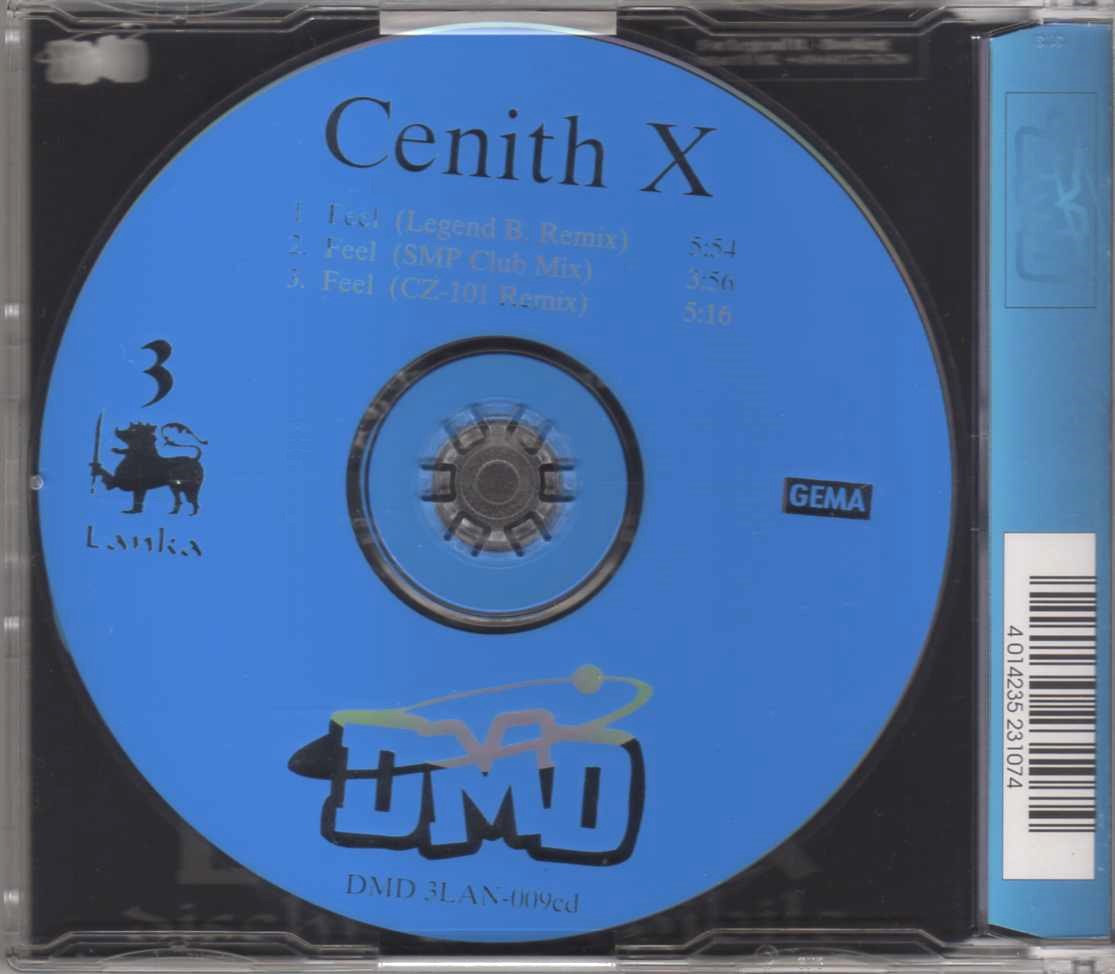 Cenith X
1. Feel (Legend B. Remix) 5:54
2. Feel (SMP Club Mix) 3:56
3. Feel (CZ-101 Remix) 5:16
3
Lanka
GEMA
DMD
DMD 3LAN-009cd
4 014235 231074